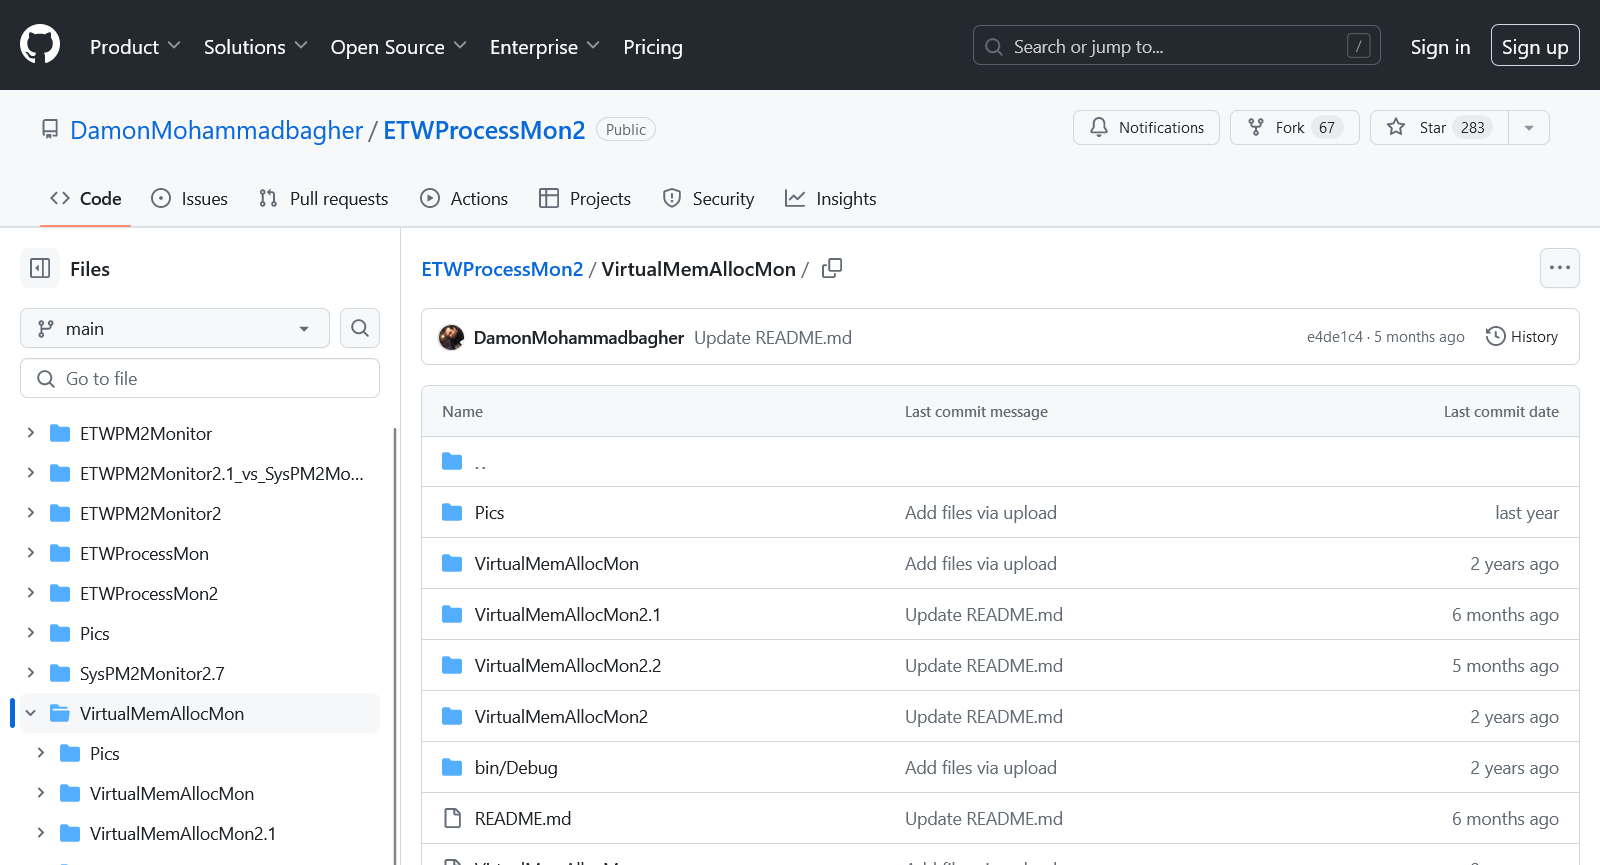 Product Solutions Open Source Enterprise Pricing Search or jump to... / Sign in Sign up
DamonMohammadbagher / ETWProcessMon2 Public Notifications Fork 67 Star 283
Code Issues Pull requests Actions Projects Security Insights
Files
main
Go to file
ETWPM2Monitor
ETWPM2Monitor2.1_vs_SysPM2Mo...
ETWPM2Monitor2
ETWProcessMon
ETWProcessMon2
Pics
SysPM2Monitor2.7
VirtualMemAllocMon
Pics
VirtualMemAllocMon
VirtualMemAllocMon2.1
ETWProcessMon2 / VirtualMemAllocMon /
DamonMohammadbagher Update README.md e4de1c4 · 5 months ago History
Name Last commit message Last commit date
..
Pics Add files via upload last year
VirtualMemAllocMon Add files via upload 2 years ago
VirtualMemAllocMon2.1 Update README.md 6 months ago
VirtualMemAllocMon2.2 Update README.md 5 months ago
VirtualMemAllocMon2 Update README.md 2 years ago
bin/Debug Add files via upload 2 years ago
README.md Update README.md 6 months ago